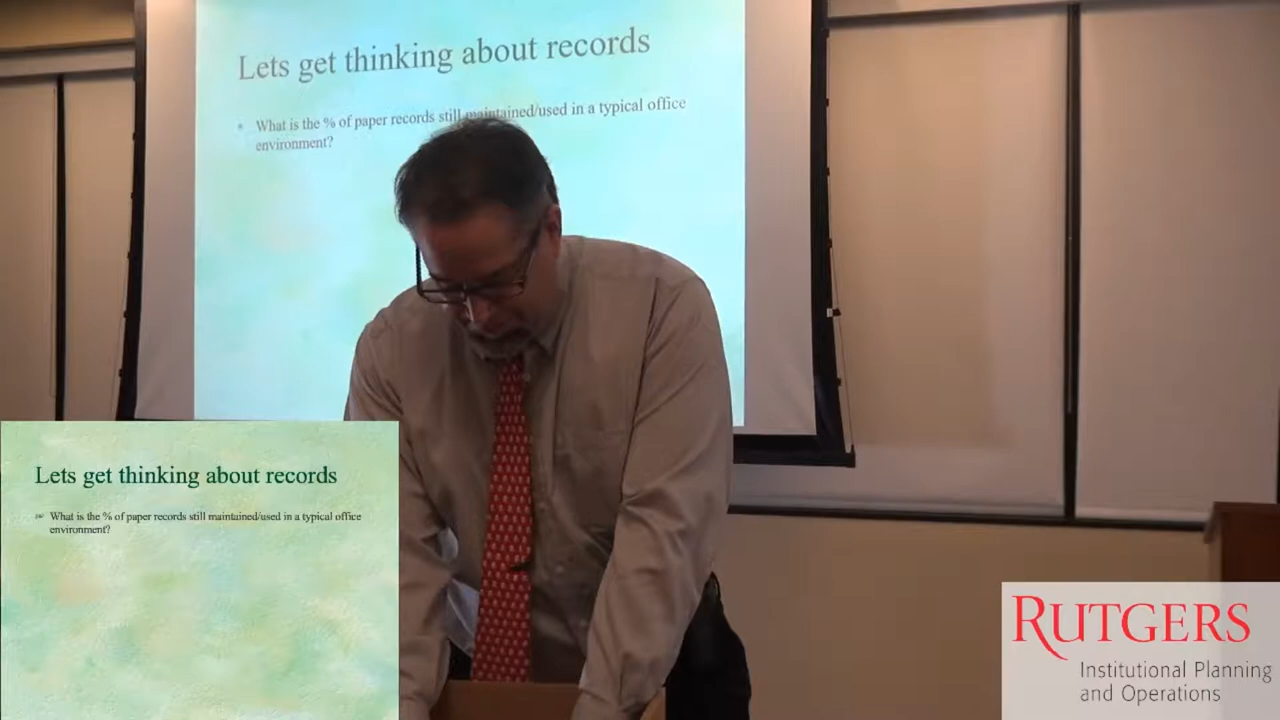 Lets get thinking about records
What is the % of paper records still maintained/used in a typical office
environment?
Lets get thinking about records
What is the % of paper records still maintained/used in a typical office
environment?
RUTGERS
Institutional Planning
and Operations